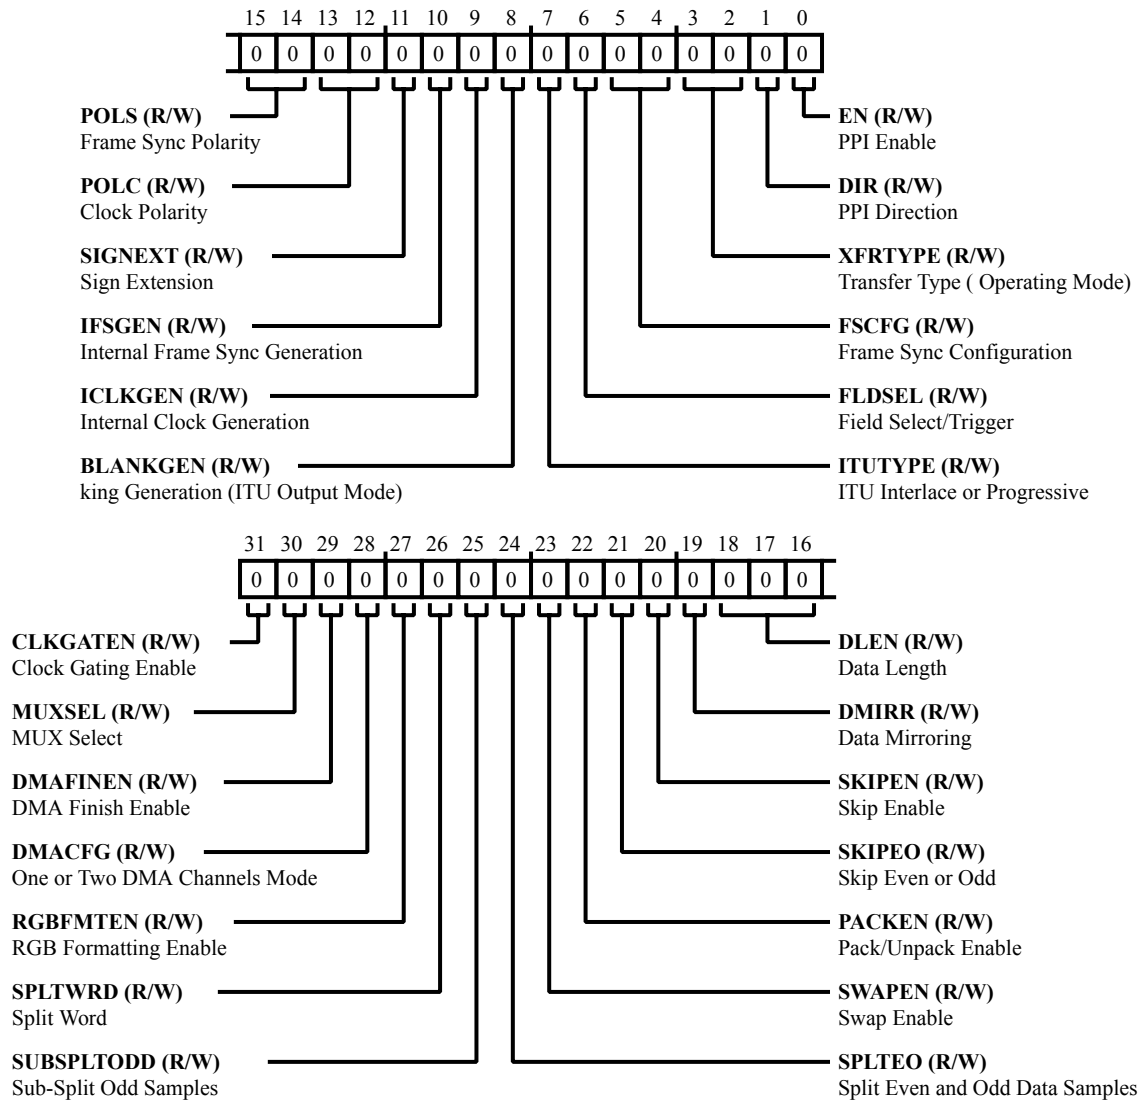 15 14 13 12 11 10 9 8 7 6 5 4 3 2 1 0
0 0 0 0 0 0 0 0 0 0 0 0 0 0 0 0
POLS (R/W)
Frame Sync Polarity
POLC (R/W)
Clock Polarity
SIGNEXT (R/W)
Sign Extension
IFSGEN (R/W)
Internal Frame Sync Generation
ICLKGEN (R/W)
Internal Clock Generation
BLANKGEN (R/W)
king Generation (ITU Output Mode)
EN (R/W)
PPI Enable
DIR (R/W)
PPI Direction
XFRTYPE (R/W)
Transfer Type ( Operating Mode)
FSCFG (R/W)
Frame Sync Configuration
FLDSEL (R/W)
Field Select/Trigger
ITUTYPE (R/W)
ITU Interlace or Progressive
31 30 29 28 27 26 25 24 23 22 21 20 19 18 17 16
0 0 0 0 0 0 0 0 0 0 0 0 0 0 0 0
CLKGATEN (R/W)
Clock Gating Enable
MUXSEL (R/W)
MUX Select
DMAFINEN (R/W)
DMA Finish Enable
DMACFG (R/W)
One or Two DMA Channels Mode
RGBFMTEN (R/W)
RGB Formatting Enable
SPLTWRD (R/W)
Split Word
SUBSPLTODD (R/W)
Sub-Split Odd Samples
DLEN (R/W)
Data Length
DMIRR (R/W)
Data Mirroring
SKIPEN (R/W)
Skip Enable
SKIPEO (R/W)
Skip Even or Odd
PACKEN (R/W)
Pack/Unpack Enable
SWAPEN (R/W)
Swap Enable
SPLTEO (R/W)
Split Even and Odd Data Samples